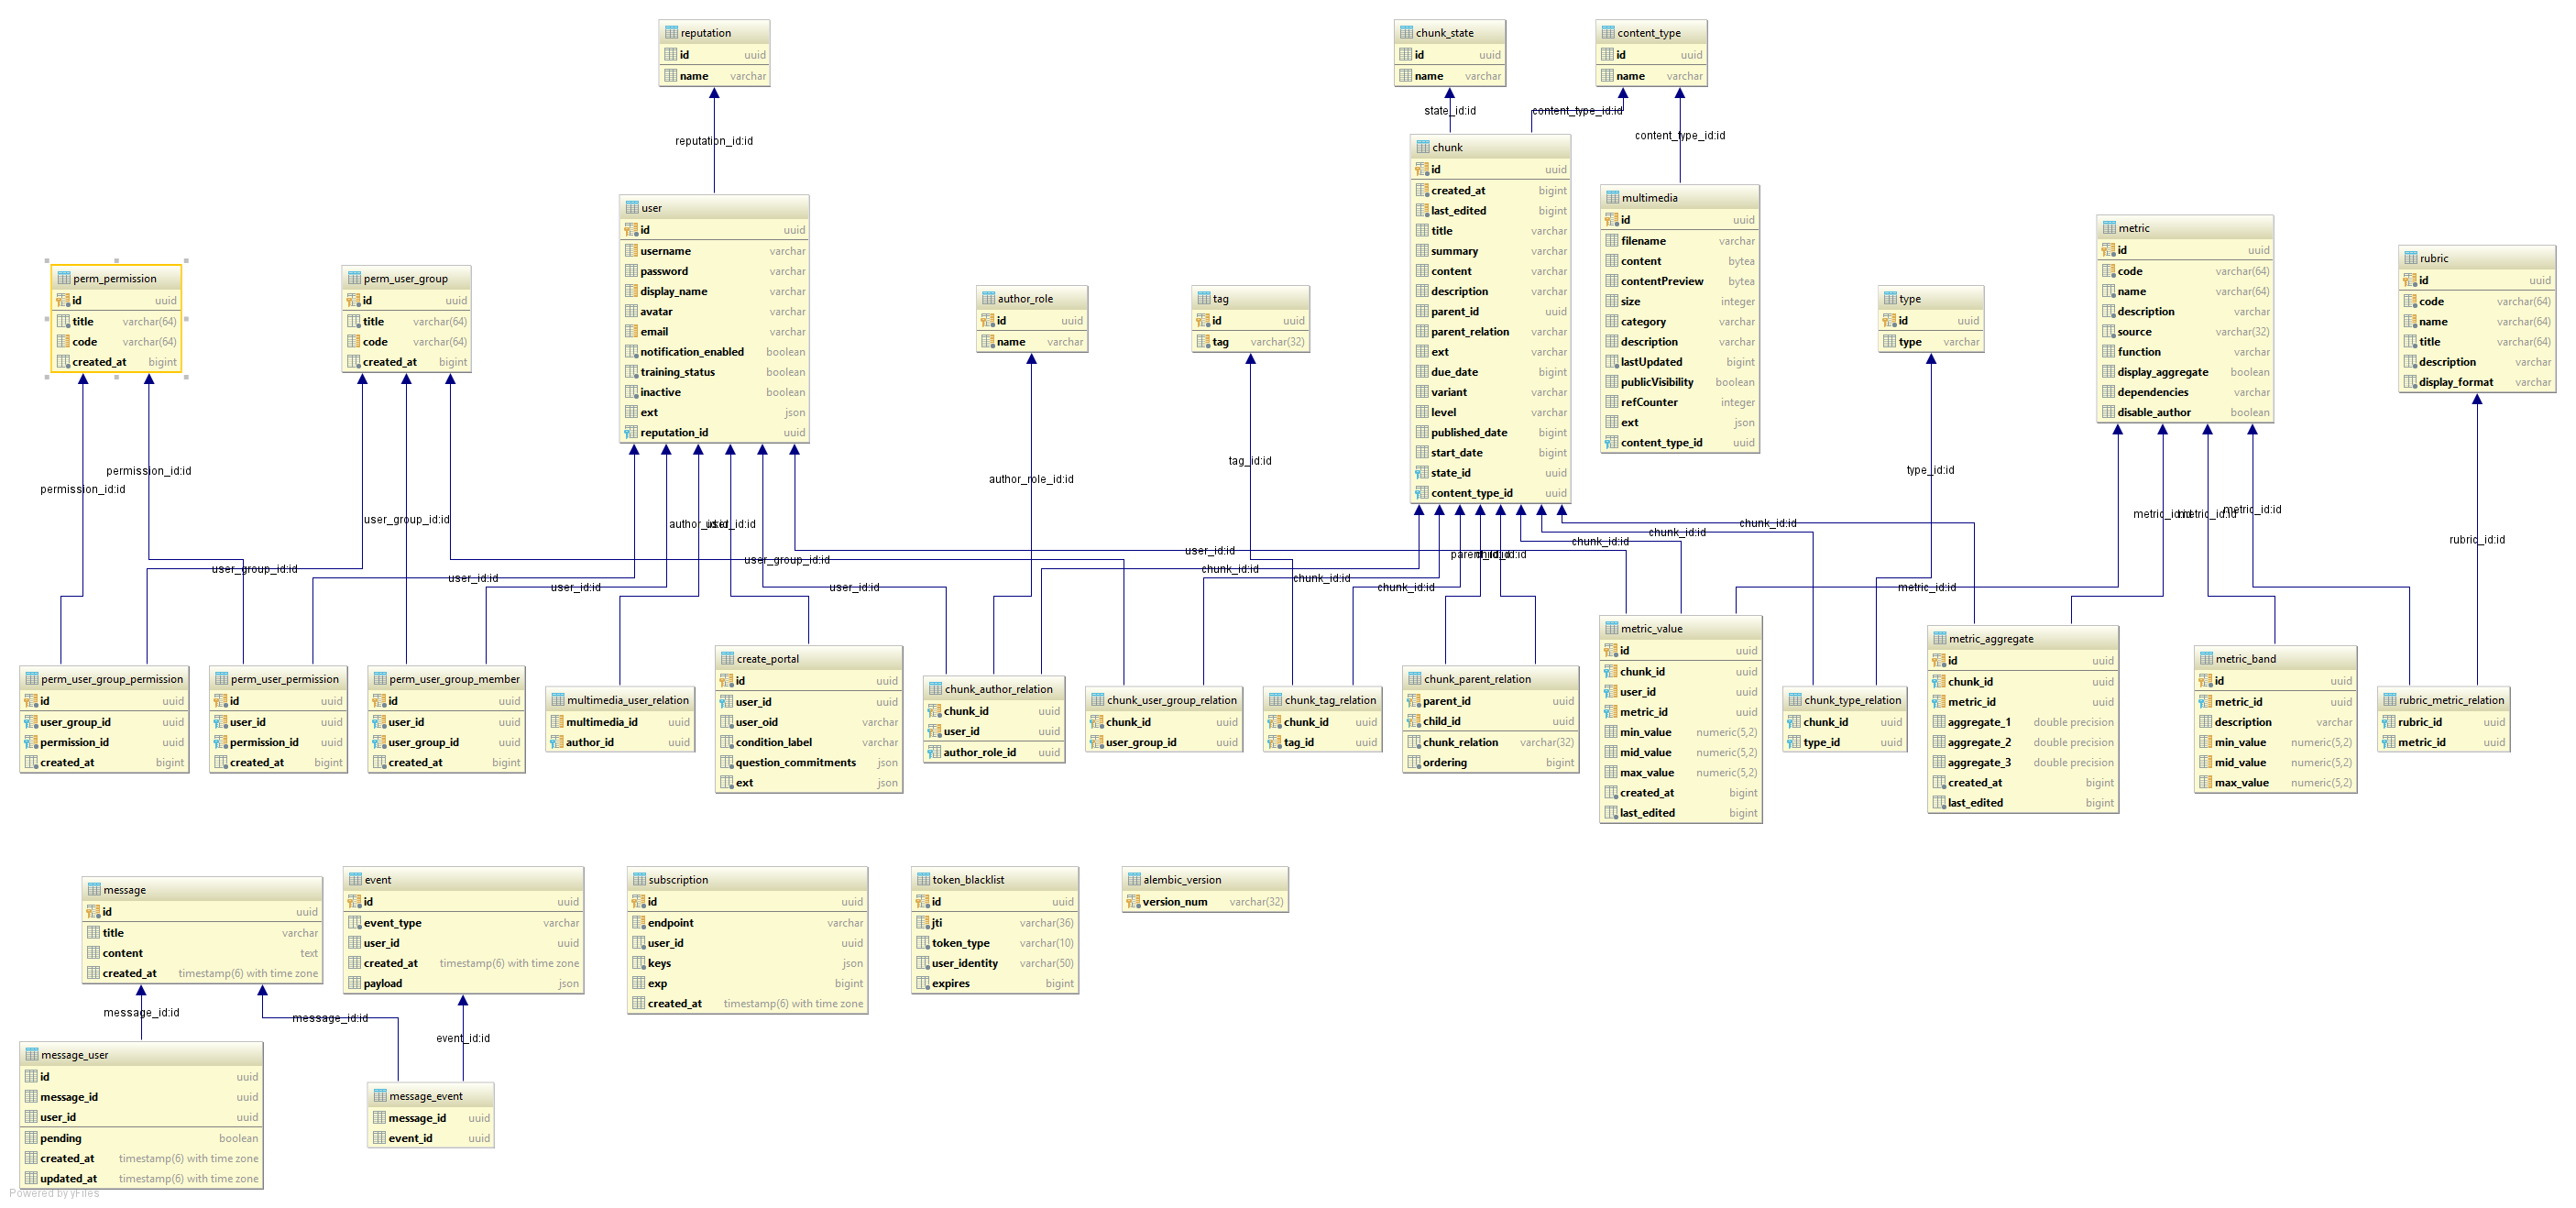 reputation
id uuid
name varchar
chunk_state
id uuid
name varchar
content_type
id uuid
name varchar
state_id:id
content_type_id:id
content_type_id:id
reputation_id:id
chunk
id uuid
created_at bigint
last_edited bigint
title varchar
summary varchar
content varchar
description varchar
parent_id uuid
parent_relation varchar
ext varchar
due_date bigint
variant varchar
level varchar
published_date bigint
start_date bigint
state_id uuid
content_type_id uuid
multimedia
id uuid
filename varchar
content bytea
contentPreview bytea
size integer
category varchar
description varchar
lastUpdated bigint
publicVisibility boolean
refCounter integer
ext json
content_type_id uuid
user
id uuid
username varchar
password varchar
display_name varchar
avatar varchar
email varchar
notification_enabled boolean
training_status boolean
inactive boolean
ext json
reputation_id uuid
metric
id uuid
code varchar(64)
name varchar(64)
description varchar
source varchar(32)
function varchar
display_aggregate boolean
dependencies varchar
disable_author boolean
rubric
id uuid
code varchar(64)
name varchar(64)
title varchar(64)
description varchar
display_format varchar
perm_permission
id uuid
title varchar(64)
code varchar(64)
created_at bigint
perm_user_group
id uuid
title varchar(64)
code varchar(64)
created_at bigint
author_role
id uuid
name varchar
tag
id uuid
tag varchar(32)
type
id uuid
type varchar
permission_id:id
permission_id:id
user_group_id:id
author_id:id
user_id:id
author_role_id:id
tag_id:id
type_id:id
metric_id:id
metric_id:id
metric_id:id
rubric_id:id
chunk_id:id
chunk_id:id
chunk_id:id
parent_id:id
child_id:id
user_id:id
user_group_id:id
user_group_id:id
user_id:id
user_id:id
user_id:id
chunk_id:id
chunk_id:id
chunk_id:id
metric_id:id
perm_user_group_permission
id uuid
user_group_id uuid
permission_id uuid
created_at bigint
perm_user_permission
id uuid
user_id uuid
permission_id uuid
created_at bigint
perm_user_group_member
id uuid
user_id uuid
user_group_id uuid
created_at bigint
multimedia_user_relation
multimedia_id uuid
author_id uuid
create_portal
id uuid
user_id uuid
user_oid varchar
condition_label varchar
question_commitments json
ext json
chunk_author_relation
chunk_id uuid
user_id uuid
author_role_id uuid
chunk_user_group_relation
chunk_id uuid
user_group_id uuid
chunk_tag_relation
chunk_id uuid
tag_id uuid
chunk_parent_relation
parent_id uuid
child_id uuid
chunk_relation varchar(32)
ordering bigint
metric_value
id uuid
chunk_id uuid
user_id uuid
metric_id uuid
min_value numeric(5,2)
mid_value numeric(5,2)
max_value numeric(5,2)
created_at bigint
last_edited bigint
chunk_type_relation
chunk_id uuid
type_id uuid
metric_aggregate
id uuid
chunk_id uuid
metric_id uuid
aggregate_1 double precision
aggregate_2 double precision
aggregate_3 double precision
created_at bigint
last_edited bigint
metric_band
id uuid
metric_id uuid
description varchar
min_value numeric(5,2)
mid_value numeric(5,2)
max_value numeric(5,2)
rubric_metric_relation
rubric_id uuid
metric_id uuid
message
id uuid
title varchar
content text
created_at timestamp(6) with time zone
event
id uuid
event_type varchar
user_id uuid
created_at timestamp(6) with time zone
payload json
subscription
id uuid
endpoint varchar
user_id uuid
keys json
exp bigint
created_at timestamp(6) with time zone
token_blacklist
id uuid
jti varchar(36)
token_type varchar(10)
user_identity varchar(50)
expires bigint
alembic_version
version_num varchar(32)
message_id:id
message_id:id
event_id:id
message_user
id uuid
message_id uuid
user_id uuid
pending boolean
created_at timestamp(6) with time zone
updated_at timestamp(6) with time zone
message_event
message_id uuid
event_id uuid
Powered by yFiles